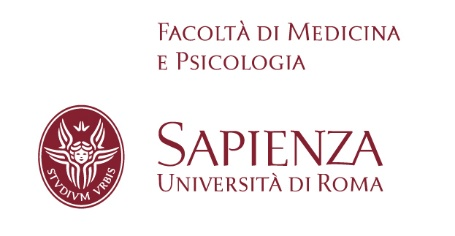 FACOLTÀ DI MEDICINA
E PSICOLOGIA
SAPIENZA
UNIVERSITÀ DI ROMA
STVDIVM VRBIS